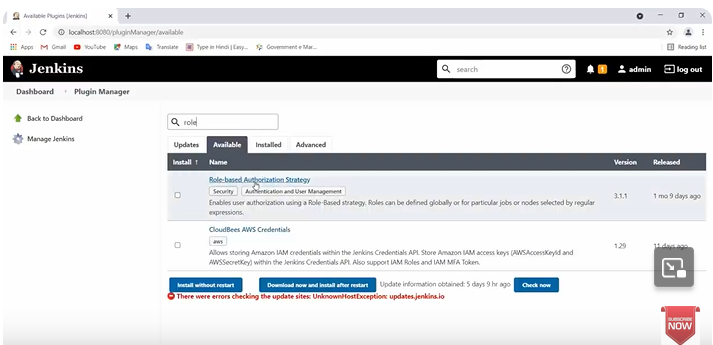 Available Plugins [Jenkins]
localhost:8080/pluginManager/available
Apps Gmail YouTube Maps Translate Type in Hindi | Easy... Government e Mar... Reading list
Jenkins search 1 admin log out
Dashboard Plugin Manager
Back to Dashboard
Manage Jenkins
role
Updates Available Installed Advanced
Install ↑ Name Version Released
Role-based Authorization Strategy
Security Authentication and User Management
Enables user authorization using a Role-Based strategy. Roles can be defined globally or for particular jobs or nodes selected by regular
expressions.
3.1.1 1 mo 9 days ago
CloudBees AWS Credentials
aws
Allows storing Amazon IAM credentials within the Jenkins Credentials API. Store Amazon IAM access keys (AWSAccessKeyId and
AWSSecretKey) within the Jenkins Credentials API. Also support IAM Roles and IAM MFA Token.
1.29 11 days ago
Install without restart Download now and install after restart Update information obtained: 5 days 9 hr ago Check now
There were errors checking the update sites: UnknownHostException: updates.jenkins.io
SUBSCRIBE
NOW